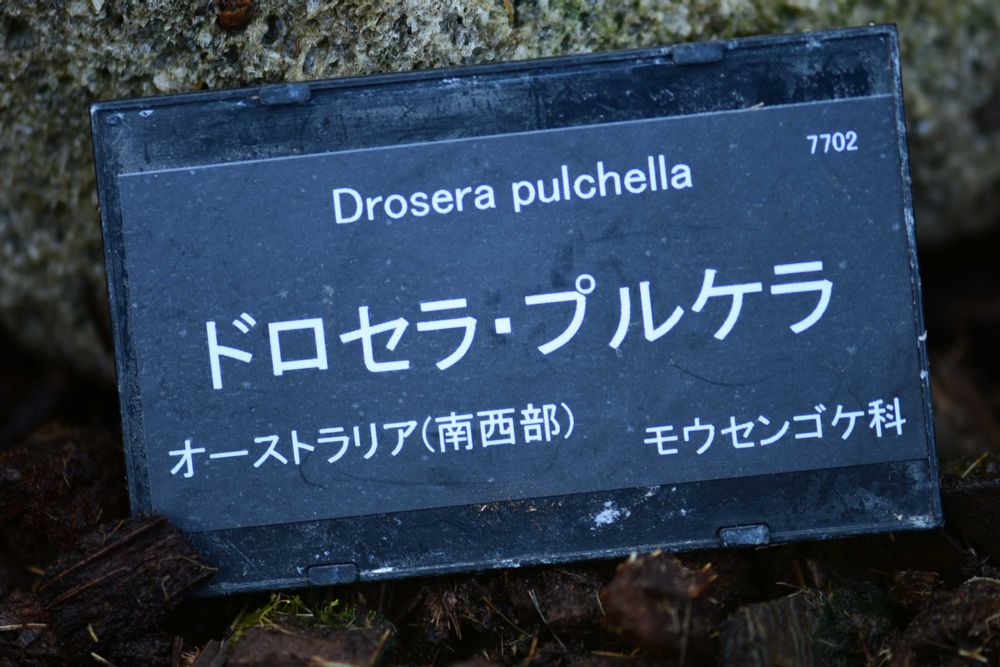 7702
Drosera pulchella
ドロセラ・プルケラ
オーストラリア(南西部) モウセンゴケ科